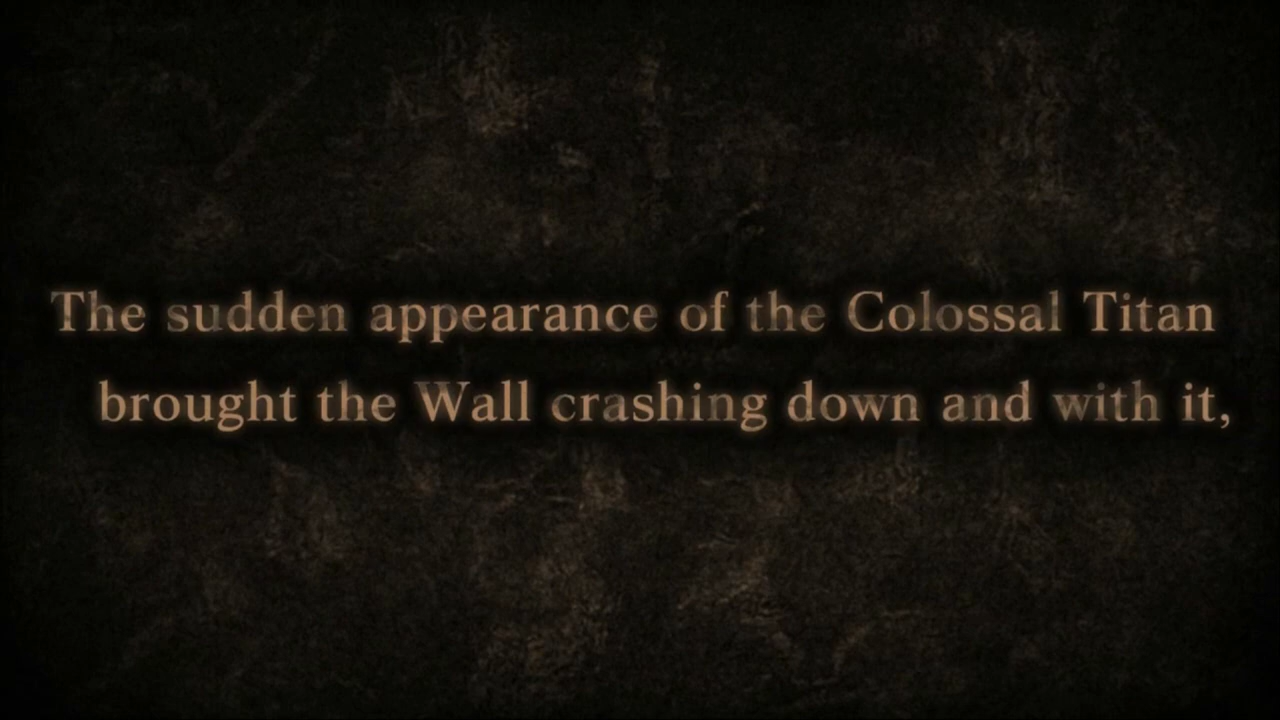 The sudden appearance of the Colossal Titan
brought the Wall crashing down and with it,